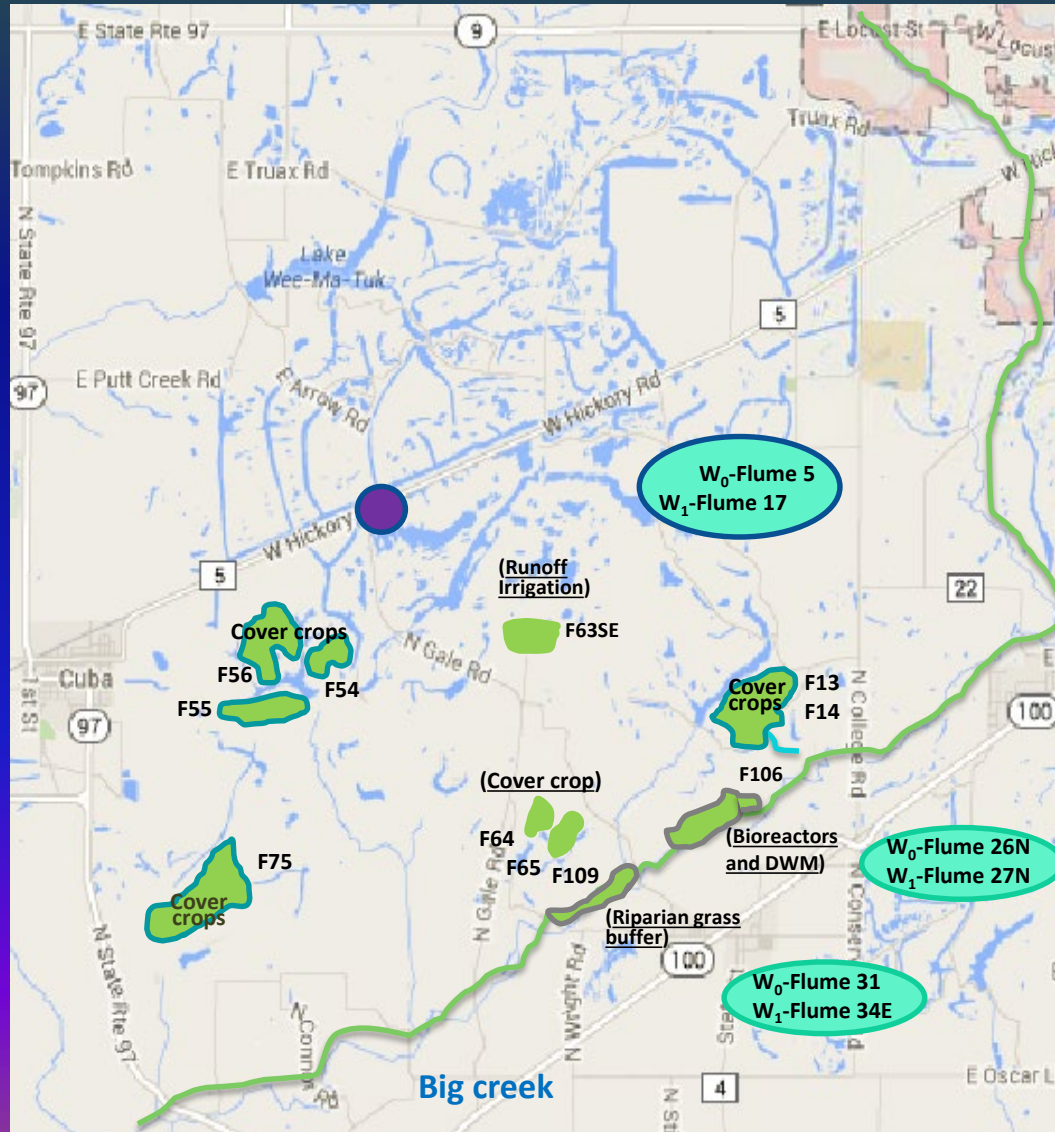 E State Rte 97
9
E Locust St
Truax Rd
Tompkins Rd
E Truax Rd
N State Rte 97
Lake
Wee-Ma-Tuk
5
97
E Putt Creek Rd
E Arrow Rd
W Hickory Rd
W₀-Flume 5
W₁-Flume 17
W Hickory
5
(Runoff
Irrigation)
F63SE
22
Cover crops
F56
F54
N Gale Rd
Cuba
1st St
97
F55
Cover
crops
F13
F14
N College Rd
100
F106
(Cover crop)
F64
F65
F109
N Gale Rd
(Bioreactors
and DWM)
W₀-Flume 26N
W₁-Flume 27N
F75
Cover
crops
(Riparian grass
buffer)
100
N Wright Rd
W₀-Flume 31
W₁-Flume 34E
N State Rte 97
Big creek
4
E Oscar L